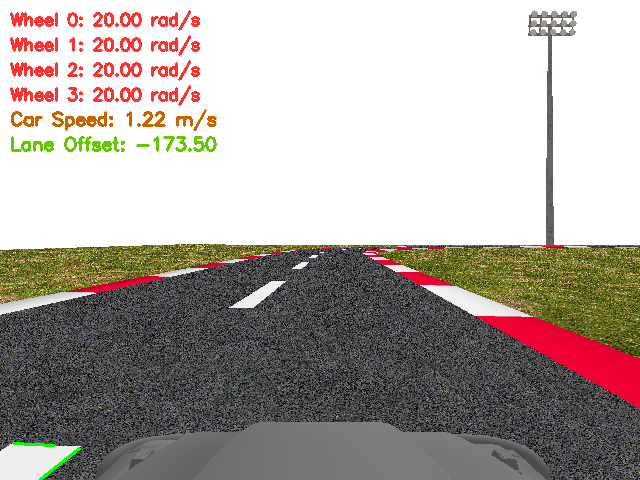 Wheel 0: 20.00 rad/s
Wheel 1: 20.00 rad/s
Wheel 2: 20.00 rad/s
Wheel 3: 20.00 rad/s
Car Speed: 1.22 m/s
Lane Offset: -173.50